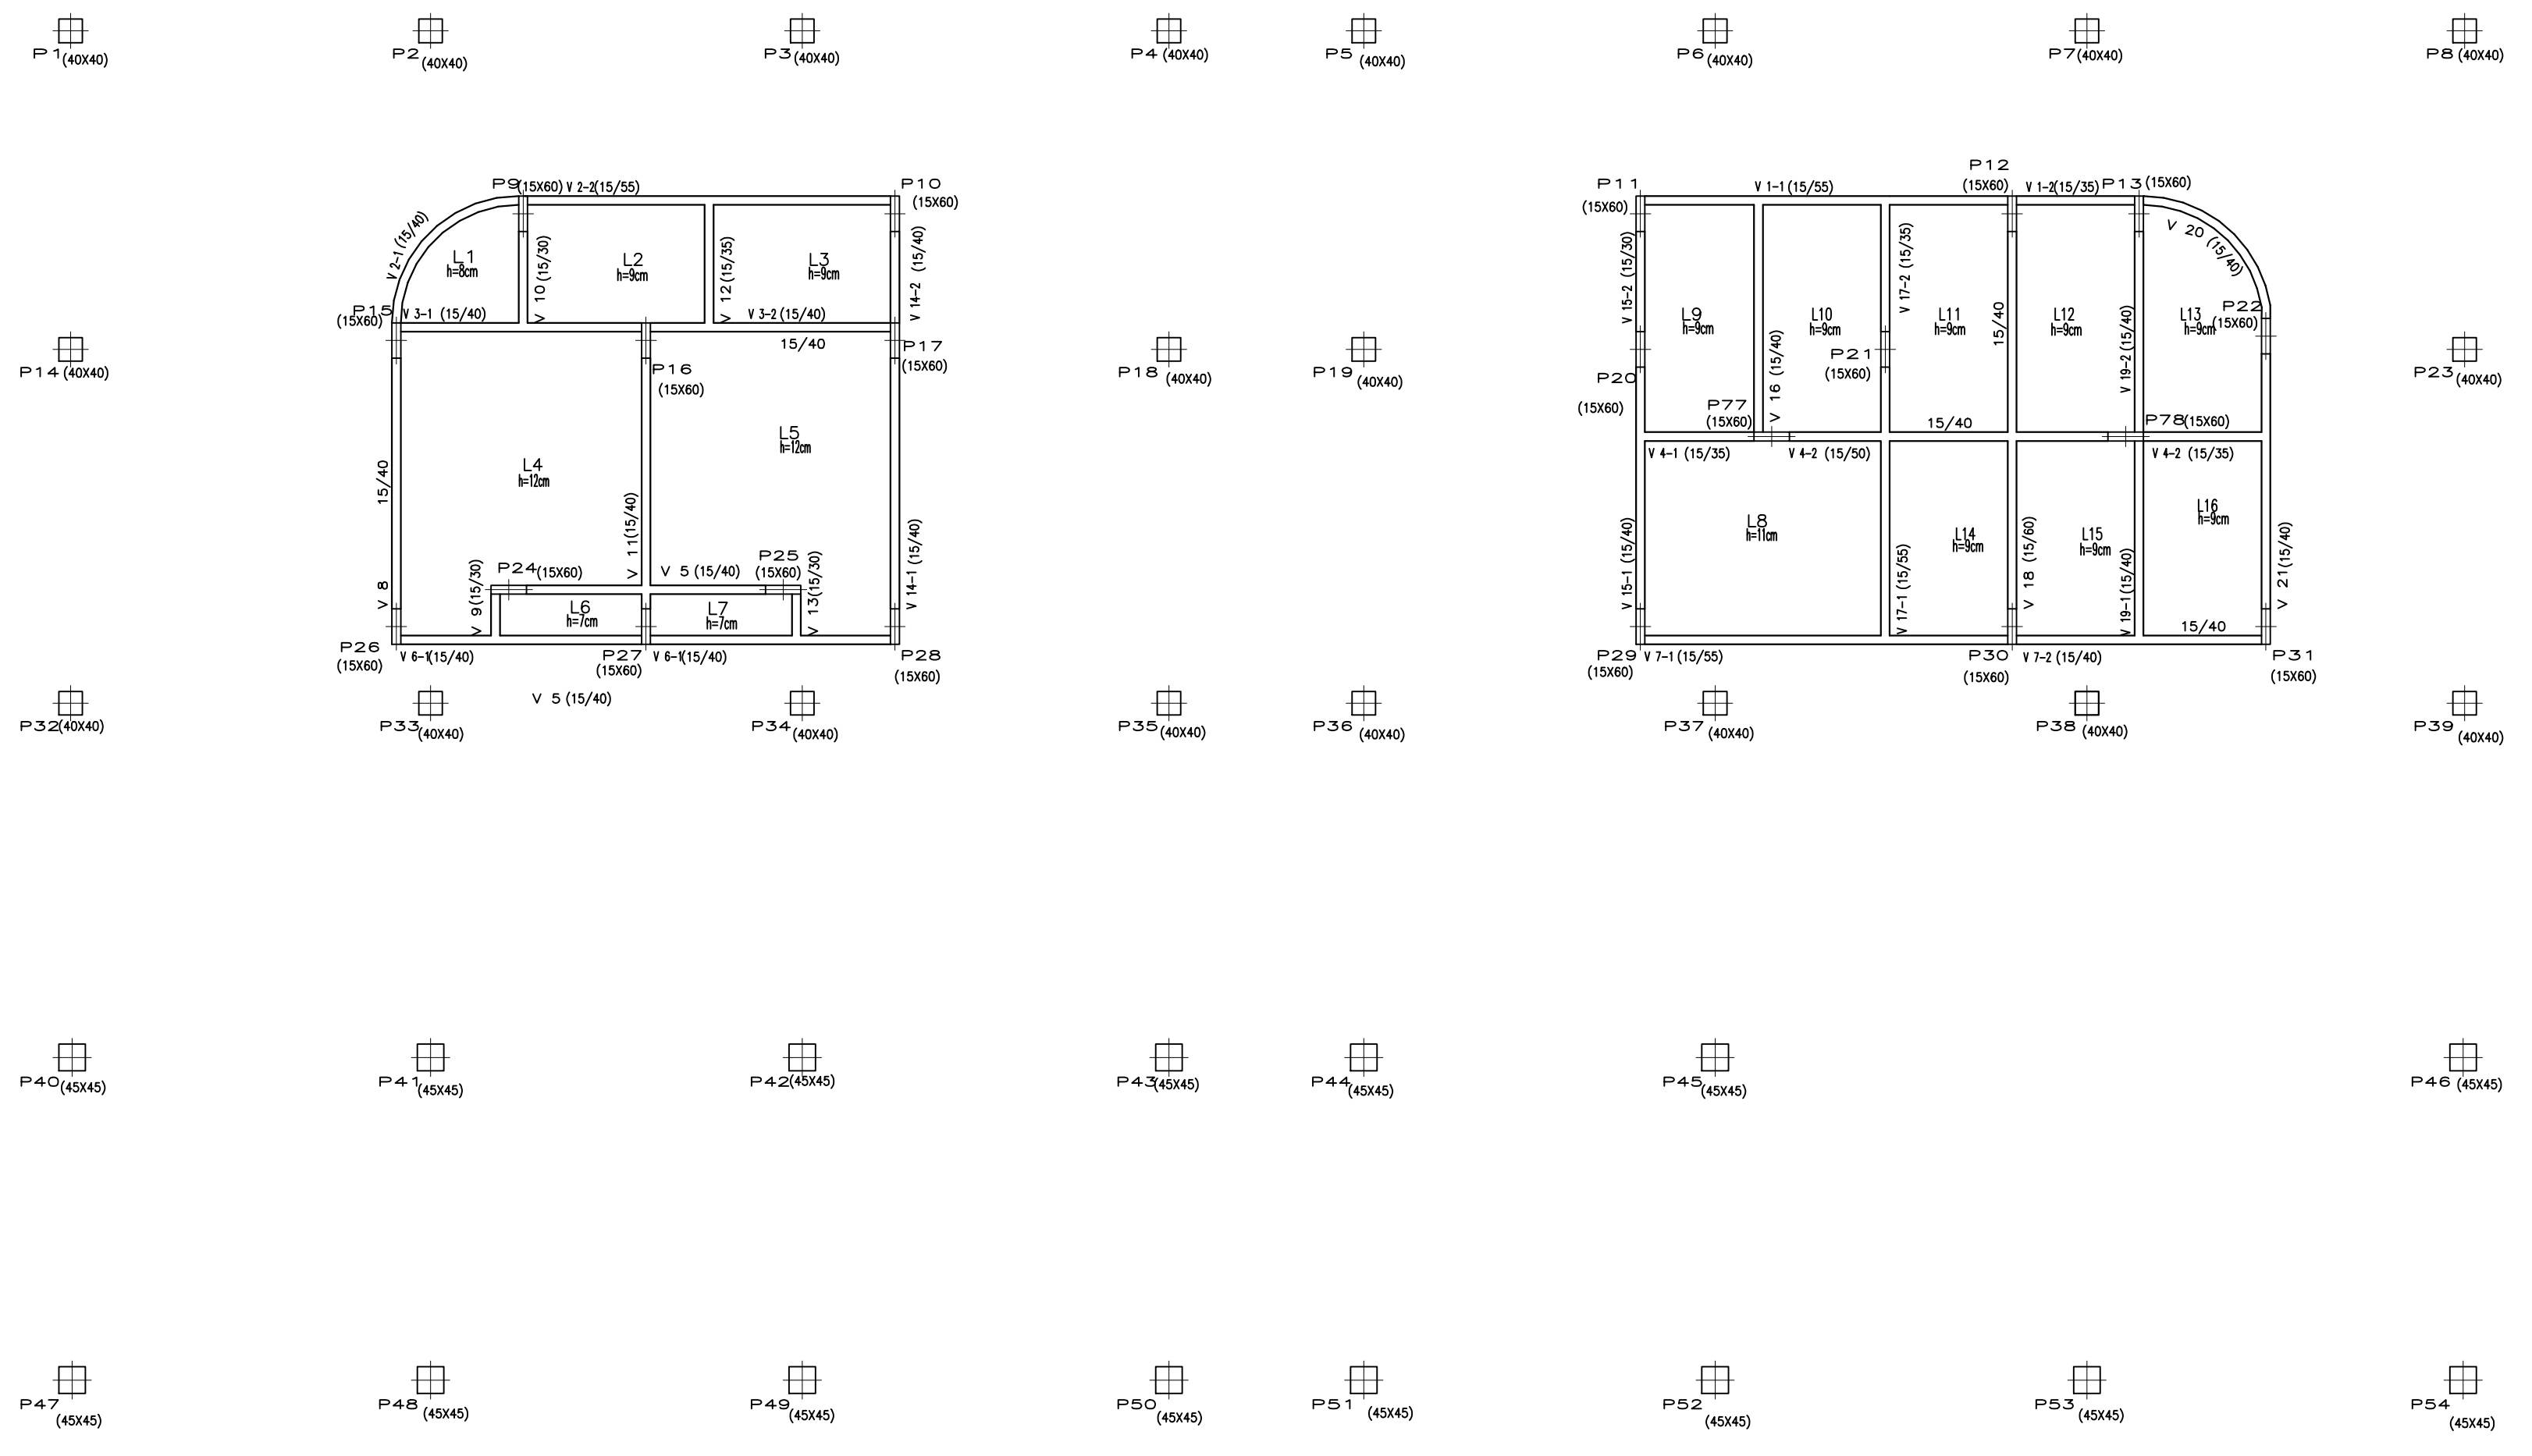 P1 (40X40)
P2 (40X40)
P3 (40X40)
P4 (40X40)
P5 (40X40)
P6 (40X40)
P7 (40X40)
P8 (40X40)
P9 (15X60) V 2-2(15/55)
P10
(15X60)
V 2-1 (15/40)
L1
h=8cm
V 10 (15/30)
L2
h=9cm
V 12 (15/35)
L3
h=9cm
V 14-2 (15/40)
P15
(15X60)
V 3-1 (15/40)
V 3-2 (15/40)
15/40
P16
(15X60)
P17
(15X60)
L4
h=12cm
L5
h=12cm
15/40
V 8
V 11(15/40)
V 14-1 (15/40)
V 9(15/30)
P24 (15X60)
V 5 (15/40)
P25
(15X60)
V 13(15/30)
L6
h=7cm
L7
h=7cm
P26
(15X60)
V 6-1(15/40)
P27
(15X60)
V 6-1(15/40)
P28
(15X60)
V 5 (15/40)
P11
(15X60)
V 1-1 (15/55)
P12
(15X60)
V 1-2(15/35)
P13 (15X60)
V 20 (15/40)
V 15-2 (15/30)
V 17-2 (15/35)
L9
h=9cm
L10
h=9cm
L11
h=9cm
15/40
L12
h=9cm
V 19-2 (15/40)
L13
h=9cm
P22
(15X60)
P20
(15X60)
V 16 (15/40)
P21
(15X60)
P77
(15X60)
15/40
P78(15X60)
V 4-1 (15/35)
V 4-2 (15/50)
V 4-2 (15/35)
L8
h=11cm
L14
h=9cm
L15
h=9cm
L16
h=9cm
V 15-1 (15/40)
V 17-1 (15/55)
V 18 (15/60)
V 19-1 (15/40)
V 21(15/40)
15/40
P29
(15X60)
V 7-1 (15/55)
P30
(15X60)
V 7-2 (15/40)
P31
(15X60)
P14 (40X40)
P18 (40X40)
P19 (40X40)
P23 (40X40)
P32(40X40)
P33(40X40)
P34 (40X40)
P35(40X40)
P36 (40X40)
P37 (40X40)
P38 (40X40)
P39 (40X40)
P40(45X45)
P41(45X45)
P42(45X45)
P43(45X45)
P44(45X45)
P45(45X45)
P46 (45X45)
P47 (45X45)
P48 (45X45)
P49(45X45)
P50(45X45)
P51 (45X45)
P52 (45X45)
P53(45X45)
P54 (45X45)